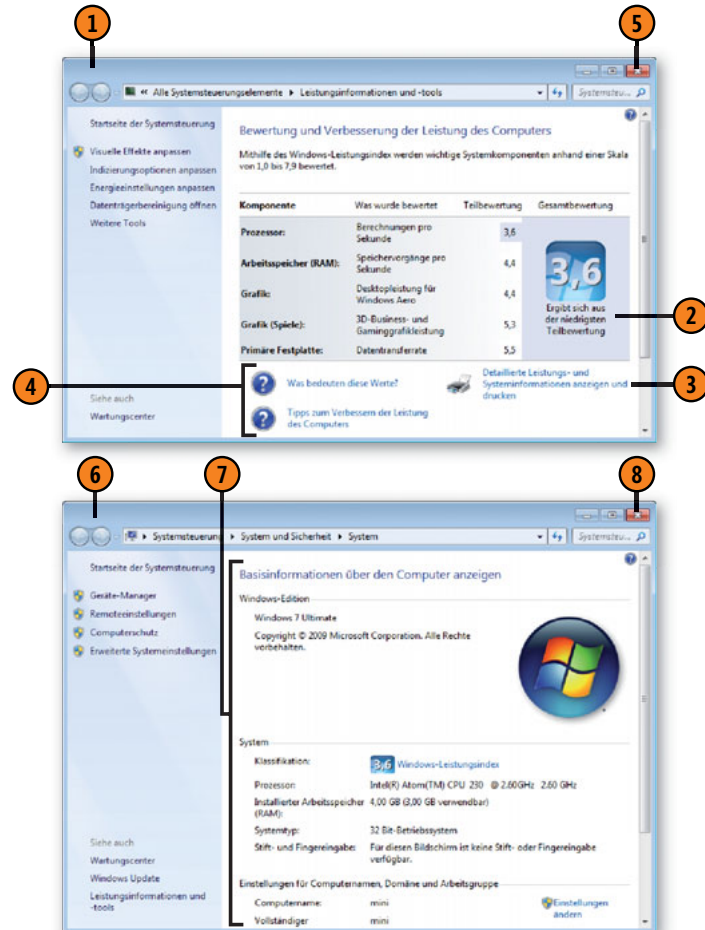 1
5
« Alle Systemsteuerungselemente ▸ Leistungsinformationen und -tools
Systemsteu...
Startseite der Systemsteuerung
Visuelle Effekte anpassen
Indizierungsoptionen anpassen
Energieeinstellungen anpassen
Datenträgerbereinigung öffnen
Weitere Tools
Siehe auch
Wartungscenter
Bewertung und Verbesserung der Leistung des Computers
Mithilfe des Windows-Leistungsindex werden wichtige Systemkomponenten anhand einer Skala
von 1,0 bis 7,9 bewertet.
Komponente Was wurde bewertet Teilbewertung Gesamtbewertung
Prozessor: Berechnungen pro
Sekunde 3,6
Arbeitsspeicher (RAM): Speichervorgänge pro
Sekunde 4,4
Grafik: Desktopleistung für
Windows Aero 4,4
Grafik (Spiele): 3D-Business- und
Gaminggrafikleistung 5,3
Primäre Festplatte: Datentransferrate 5,5
3,6
Ergibt sich aus
der niedrigsten
Teilbewertung
2
4
Was bedeuten diese Werte?
Tipps zum Verbessern der Leistung
des Computers
Detaillierte Leistungs- und
Systeminformationen anzeigen und
drucken
3
6
7
8
▸ Systemsteuerung ▸ System und Sicherheit ▸ System
Systemsteu...
Startseite der Systemsteuerung
Geräte-Manager
Remoteeinstellungen
Computerschutz
Erweiterte Systemeinstellungen
Siehe auch
Wartungscenter
Windows Update
Leistungsinformationen und
-tools
Basisinformationen über den Computer anzeigen
Windows-Edition
Windows 7 Ultimate
Copyright © 2009 Microsoft Corporation. Alle Rechte
vorbehalten.
System
Klassifikation: 3,6 Windows-Leistungsindex
Prozessor: Intel(R) Atom(TM) CPU 230 @ 2.60GHz 2.60 GHz
Installierter Arbeitsspeicher 4,00 GB (3,00 GB verwendbar)
(RAM):
Systemtyp: 32 Bit-Betriebssystem
Stift- und Fingereingabe: Für diesen Bildschirm ist keine Stift- oder Fingereingabe
verfügbar.
Einstellungen für Computernamen, Domäne und Arbeitsgruppe
Computername: mini
Einstellungen
ändern
Vollständiger mini